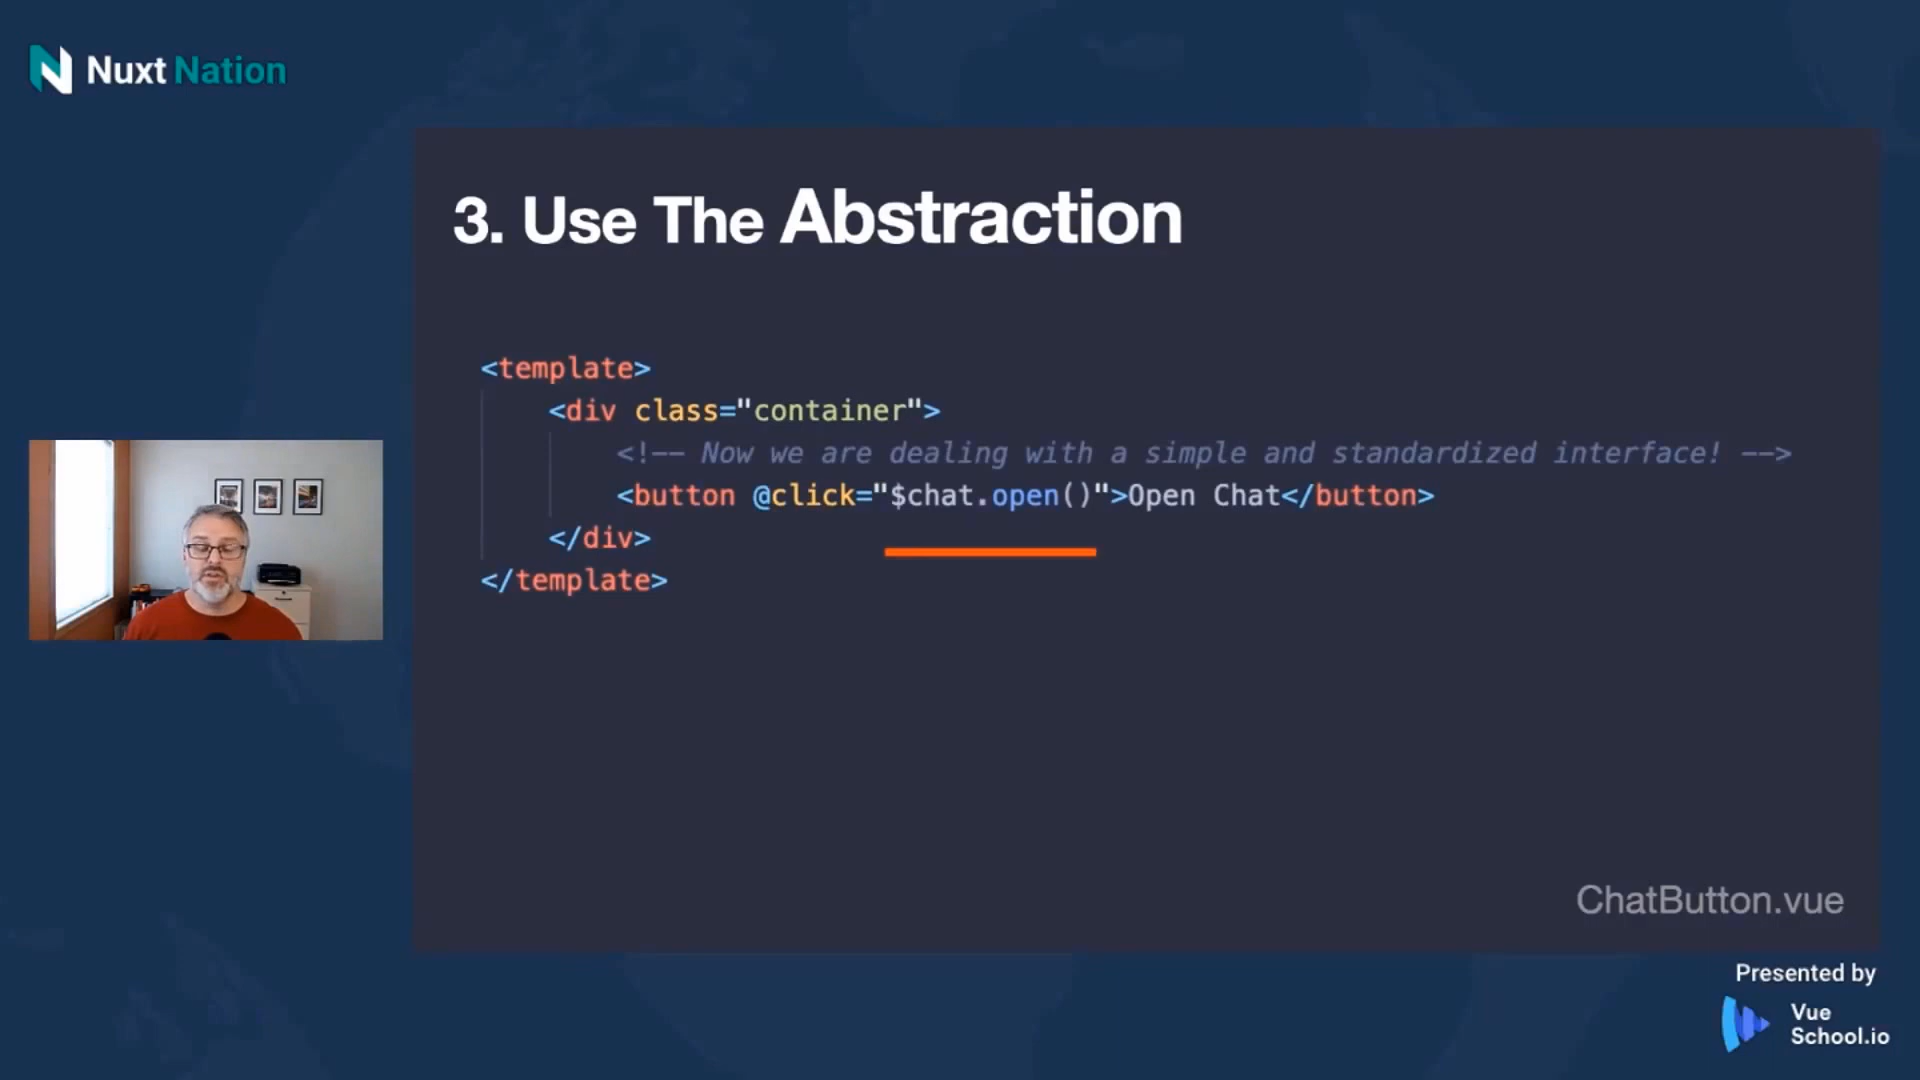 Nuxt Nation
3. Use The Abstraction
<template>
<div class="container">
<!-- Now we are dealing with a simple and standardized interface! -->
<button @click="$chat.open()">Open Chat</button>
</div>
</template>
ChatButton.vue
Presented by
Vue
School.io